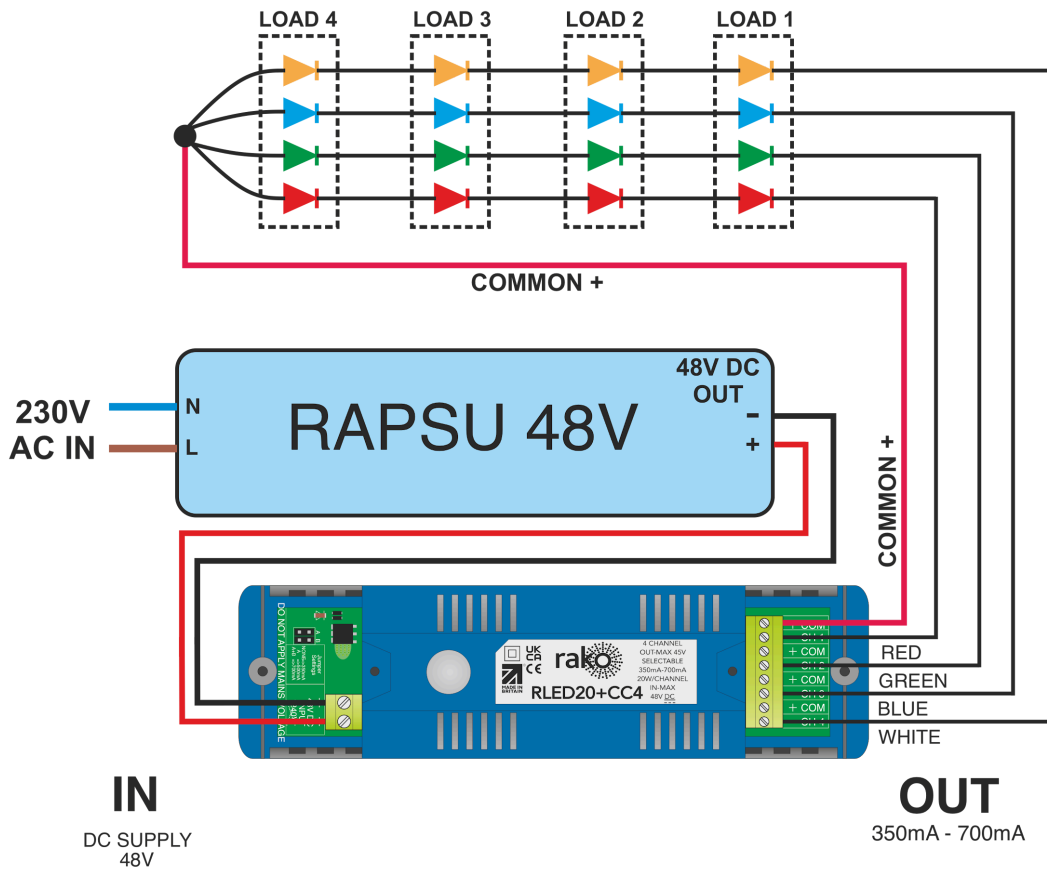 LOAD 4 LOAD 3 LOAD 2 LOAD 1
COMMON +
48V DC
OUT
-
+
230V
AC IN
N
L
RAPSU 48V
COMMON +
DO NOT APPLY MAINS VOLTAGE
A B
Jumper
Settings
UK
CA
CE
MADE IN
BRITAIN
rako
RLED20+CC4
4 CHANNEL
OUT-MAX 45V
SELECTABLE
350mA-700mA
20W/CHANNEL
IN-MAX
48V DC
+ COM
+ COM
+ COM
+ COM
RED
GREEN
BLUE
WHITE
IN
DC SUPPLY
48V
OUT
350mA - 700mA